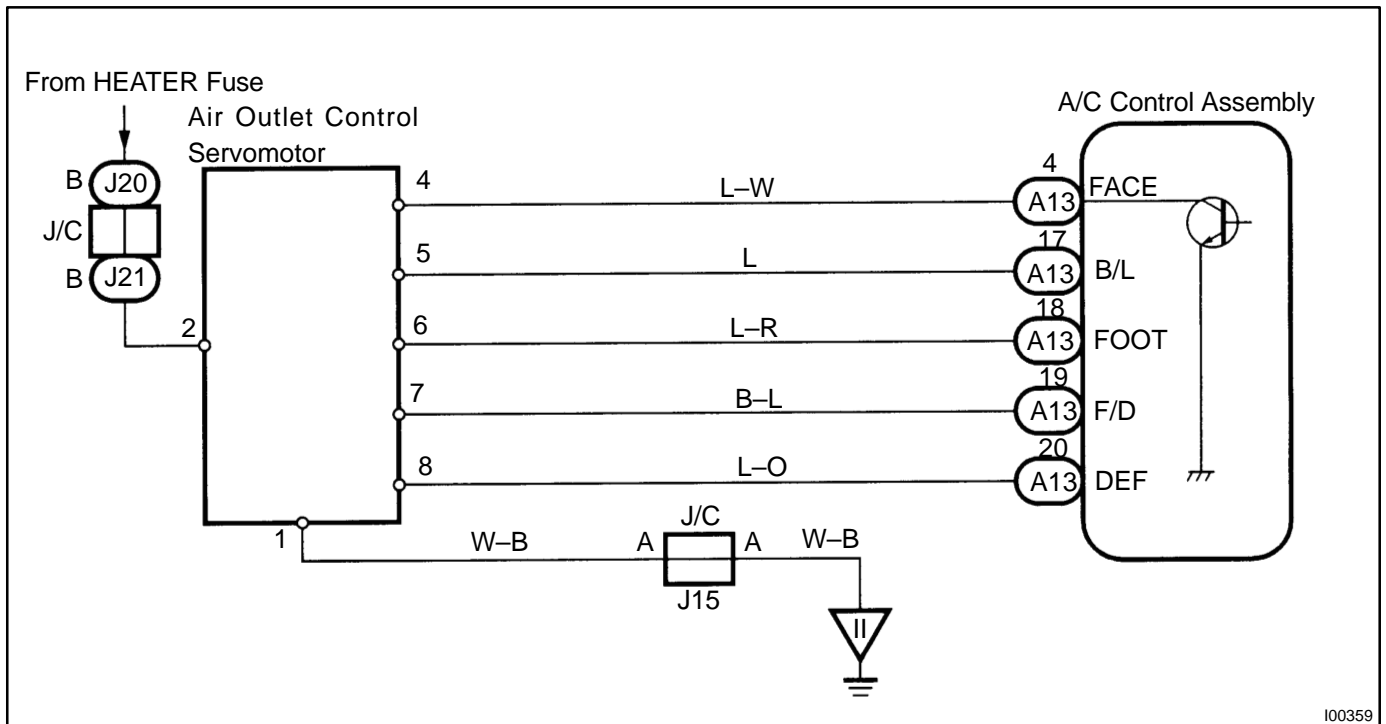 From HEATER Fuse
Air Outlet Control
Servomotor
A/C Control Assembly
B J20
J/C
B J21
2
4 L–W 4 A13 FACE
5 L 17 A13 B/L
6 L–R 18 A13 FOOT
7 B–L 19 A13 F/D
8 L–O 20 A13 DEF
1 W–B A J/C A W–B
J15
II
I00359